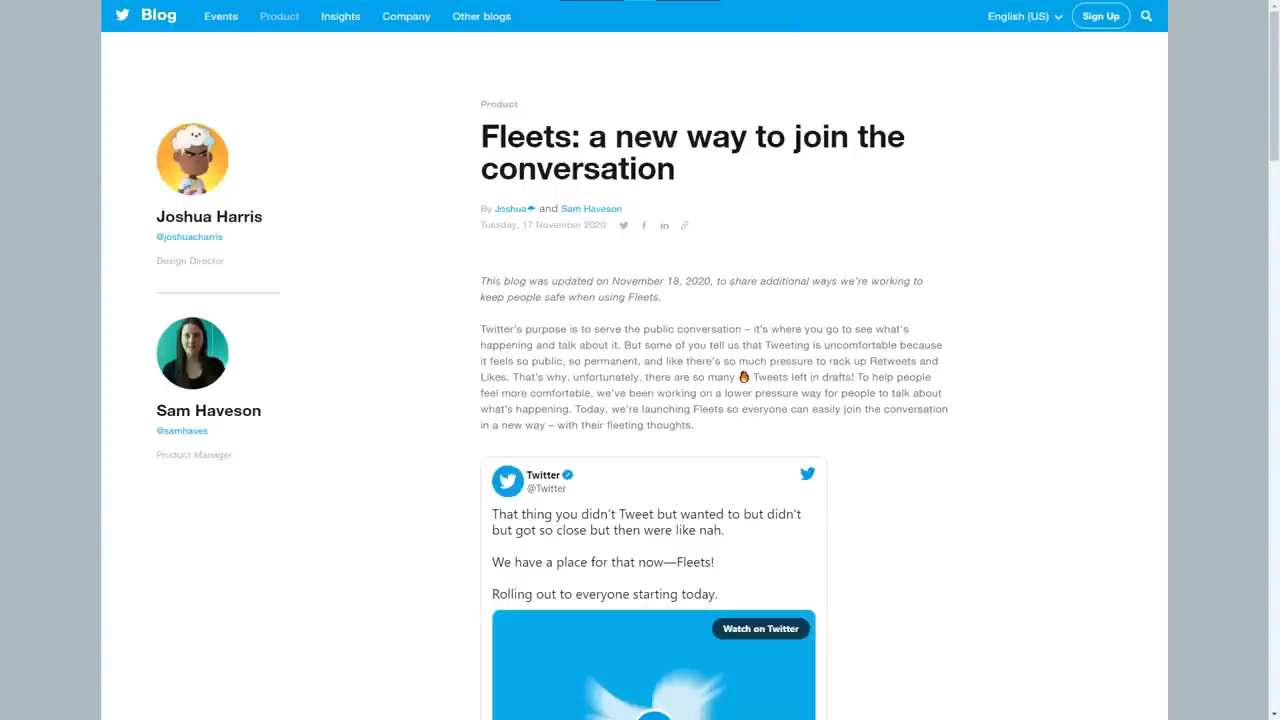 Blog
Events
Product
Insights
Company
Other blogs
English (US)
Sign Up
Joshua Harris
@joshuacharris
Design Director
Sam Haveson
@samhaves
Product Manager
Product
Fleets: a new way to join the
conversation
By Joshua and Sam Haveson
Tuesday, 17 November 2020
This blog was updated on November 18, 2020, to share additional ways we're working to
keep people safe when using Fleets.
Twitter's purpose is to serve the public conversation – it's where you go to see what's
happening and talk about it. But some of you tell us that Tweeting is uncomfortable because
it feels so public, so permanent, and like there's so much pressure to rack up Retweets and
Likes. That's why, unfortunately, there are so many 🔥 Tweets left in drafts! To help people
feel more comfortable, we've been working on a lower pressure way for people to talk about
what's happening. Today, we're launching Fleets so everyone can easily join the conversation
in a new way – with their fleeting thoughts.
Twitter
@Twitter
That thing you didn't Tweet but wanted to but didn't
but got so close but then were like nah.
We have a place for that now—Fleets!
Rolling out to everyone starting today.
Watch on Twitter